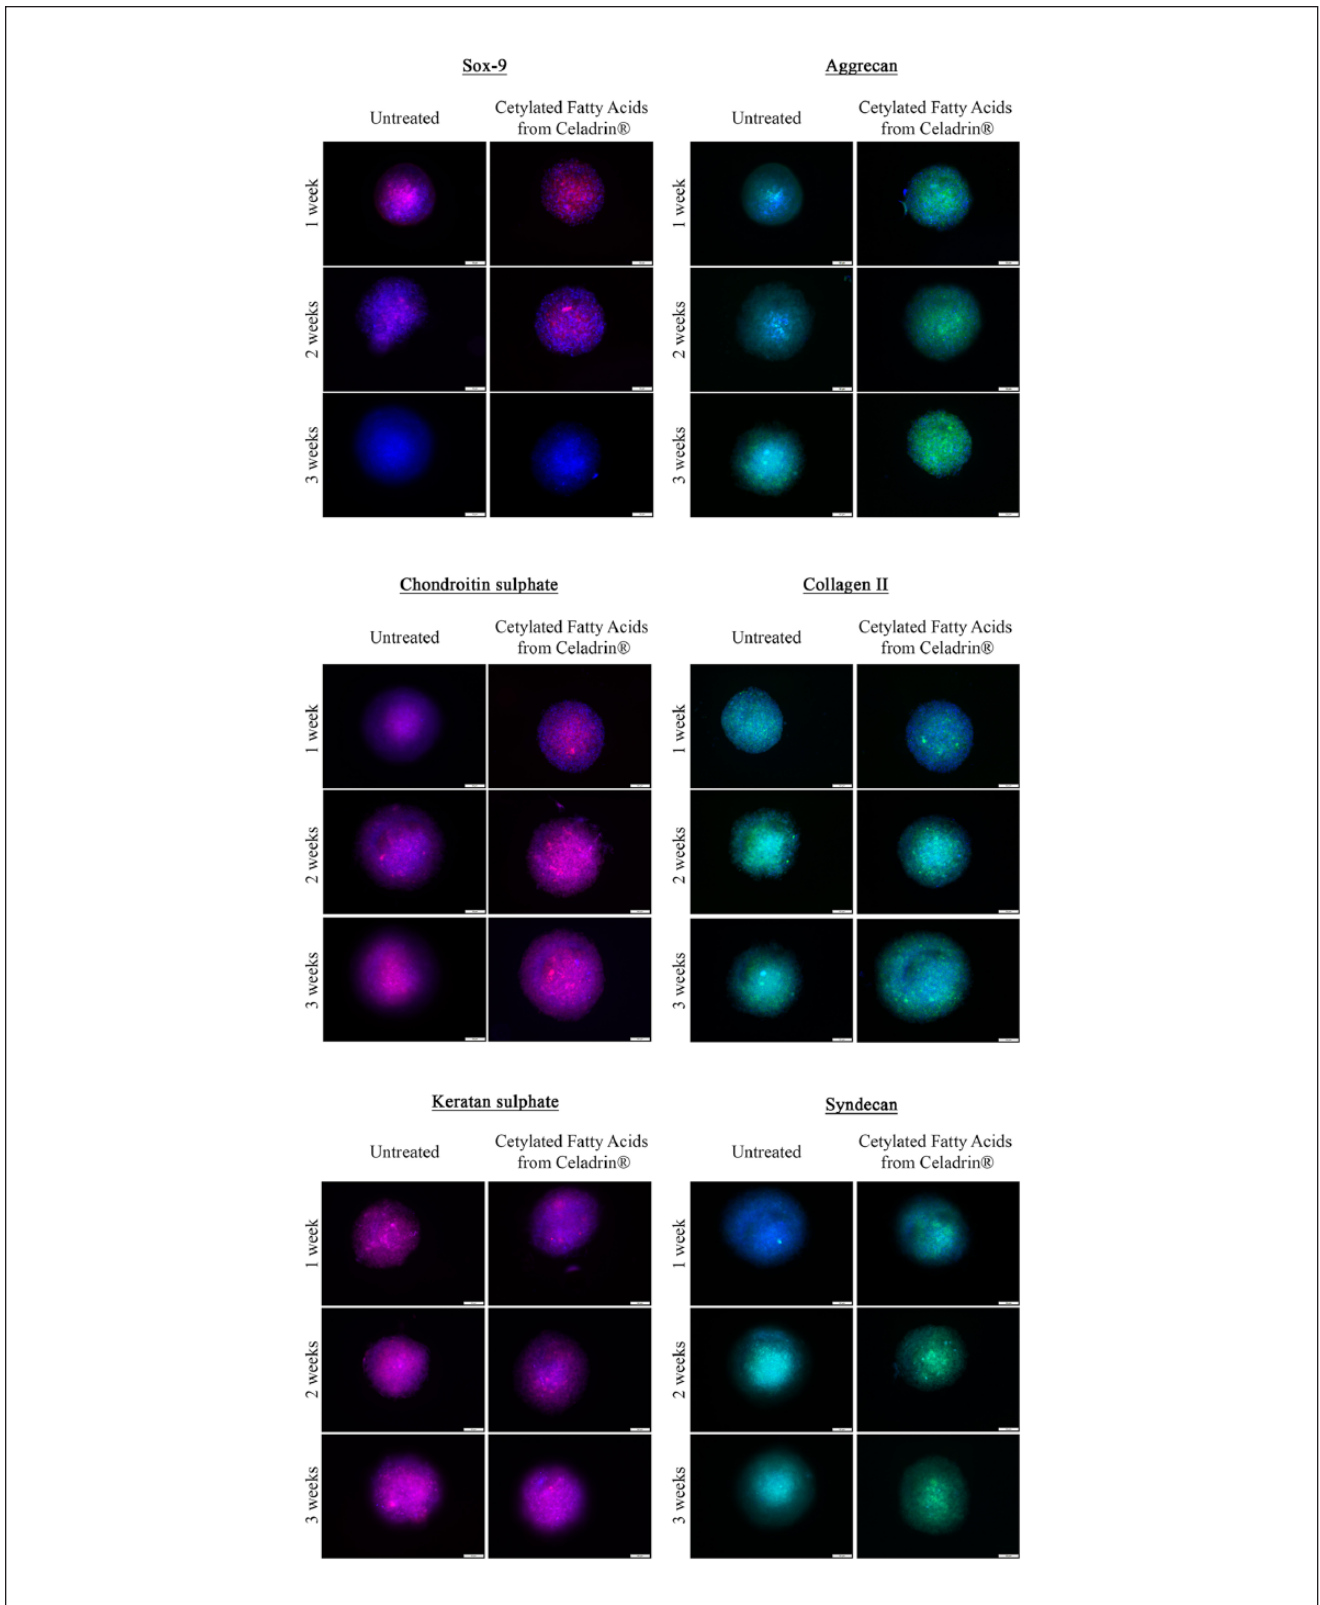 Sox-9
Untreated
Cetylated Fatty Acids
from Celadrin®
1 week
2 weeks
3 weeks
Aggrecan
Untreated
Cetylated Fatty Acids
from Celadrin®
1 week
2 weeks
3 weeks
Chondroitin sulphate
Untreated
Cetylated Fatty Acids
from Celadrin®
1 week
2 weeks
3 weeks
Collagen II
Untreated
Cetylated Fatty Acids
from Celadrin®
1 week
2 weeks
3 weeks
Keratan sulphate
Untreated
Cetylated Fatty Acids
from Celadrin®
1 week
2 weeks
3 weeks
Syndecan
Untreated
Cetylated Fatty Acids
from Celadrin®
1 week
2 weeks
3 weeks